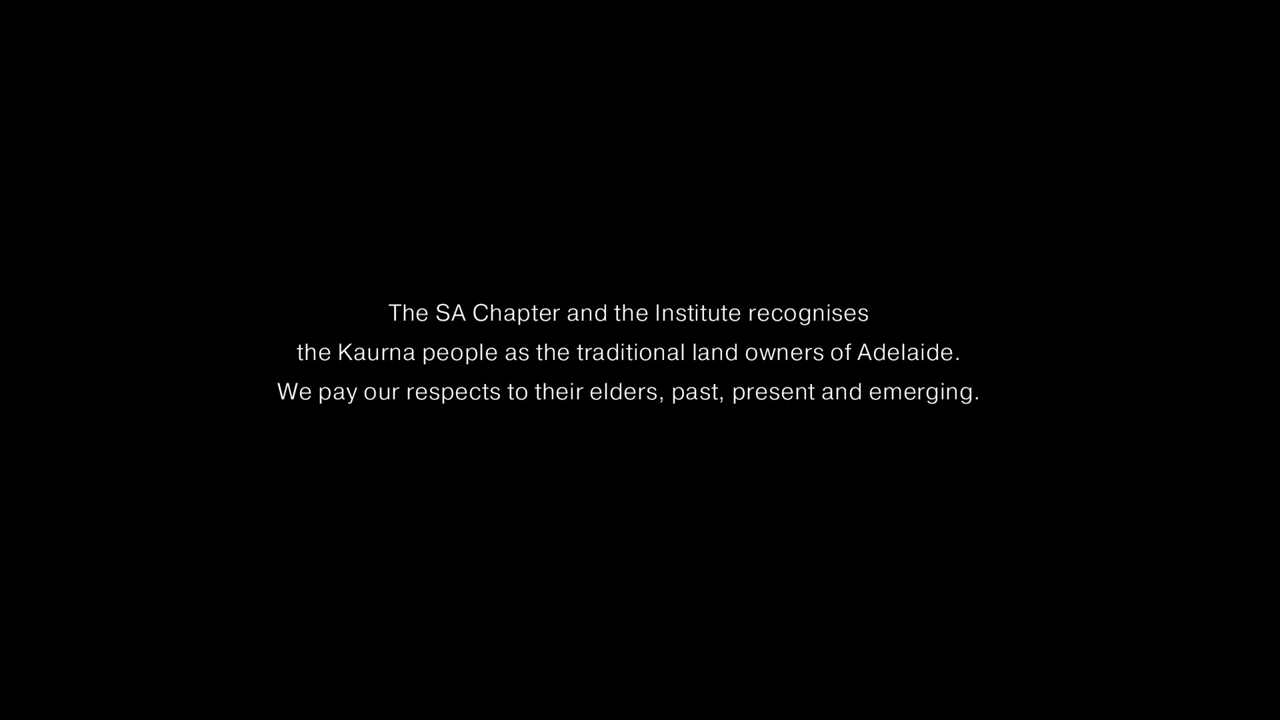 The SA Chapter and the Institute recognises
the Kaurna people as the traditional land owners of Adelaide.
We pay our respects to their elders, past, present and emerging.